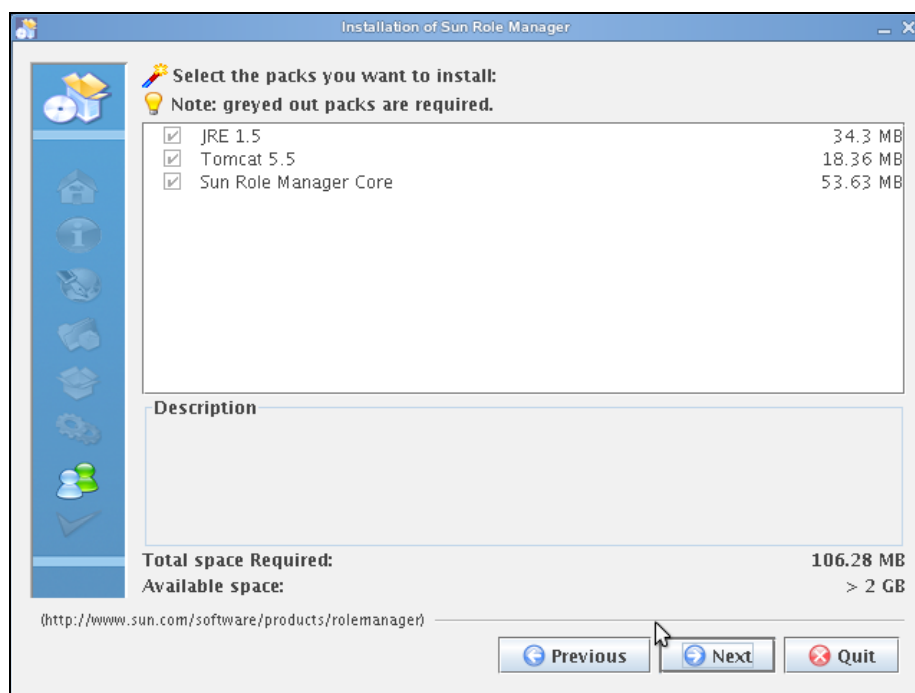 Installation of Sun Role Manager
Select the packs you want to install:
Note: greyed out packs are required.
JRE 1.5 34.3 MB
Tomcat 5.5 18.36 MB
Sun Role Manager Core 53.63 MB
Description
Total space Required: 106.28 MB
Available space: > 2 GB
(http://www.sun.com/software/products/rolemanager)
Previous Next Quit